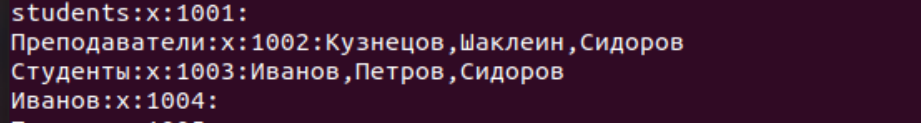 students:x:1001:
Преподаватели:x:1002:Кузнецов,Шаклеин,Сидоров
Студенты:x:1003:Иванов,Петров,Сидоров
Иванов:x:1004: